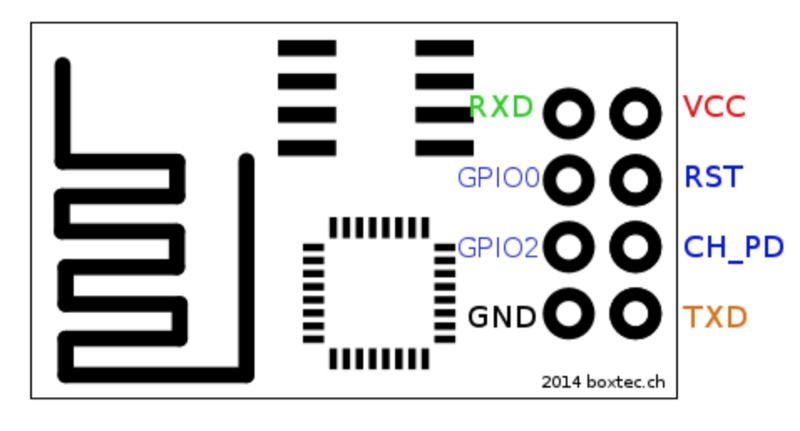 RXD VCC
GPIO0 RST
GPIO2 CH_PD
GND TXD
2014 boxtec.ch